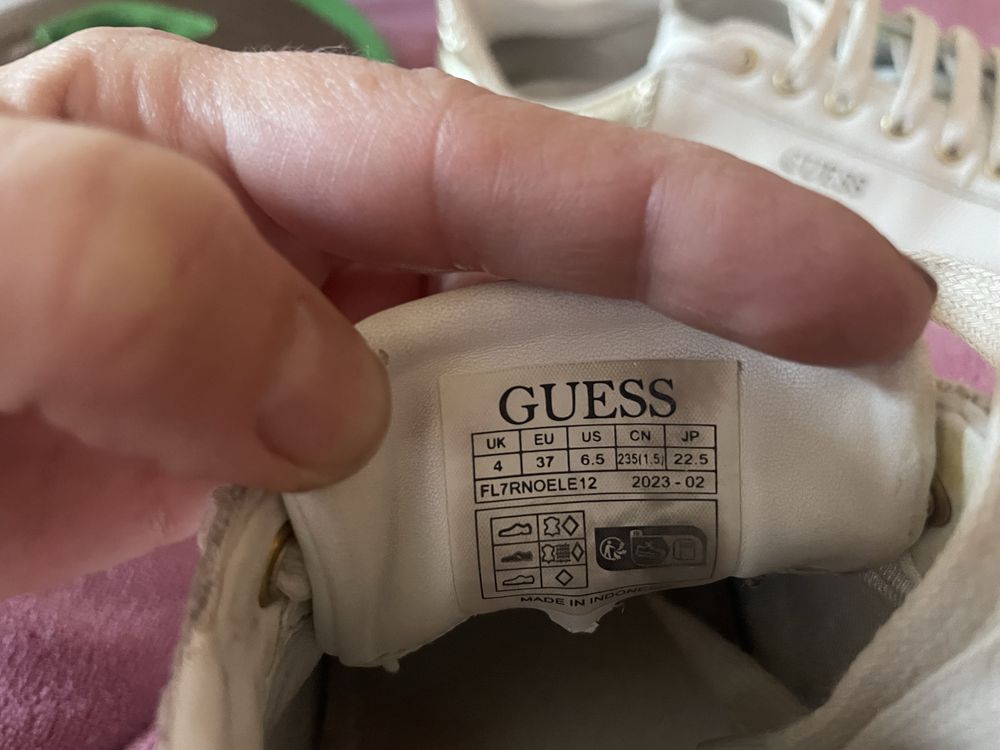 GUESS
GUESS
UK EU US CN JP
4 37 6.5 235(1.5) 22.5
FL7RNOELE12 2023 - 02
MADE IN